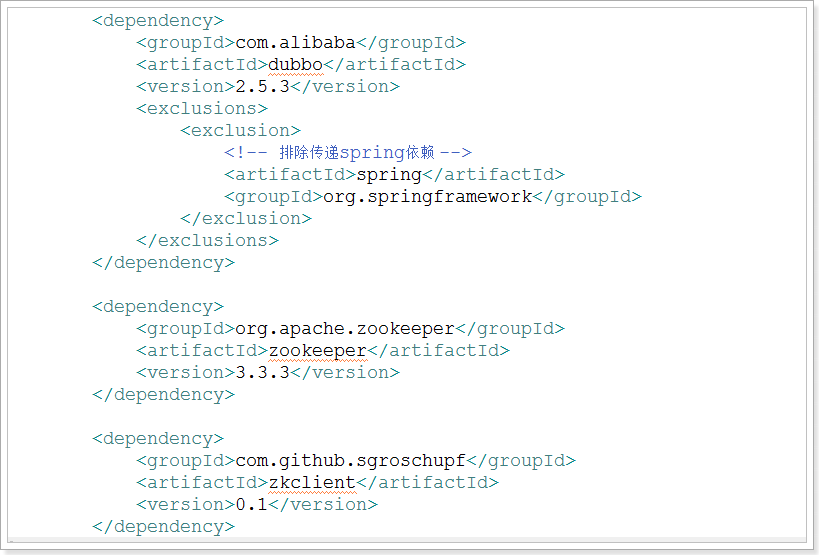 <dependency>
<groupId>com.alibaba</groupId>
<artifactId>dubbo</artifactId>
<version>2.5.3</version>
<exclusions>
<exclusion>
<!-- 排除传递spring依赖 -->
<artifactId>spring</artifactId>
<groupId>org.springframework</groupId>
</exclusion>
</exclusions>
</dependency>
<dependency>
<groupId>org.apache.zookeeper</groupId>
<artifactId>zookeeper</artifactId>
<version>3.3.3</version>
</dependency>
<dependency>
<groupId>com.github.sgroschupf</groupId>
<artifactId>zkclient</artifactId>
<version>0.1</version>
</dependency>